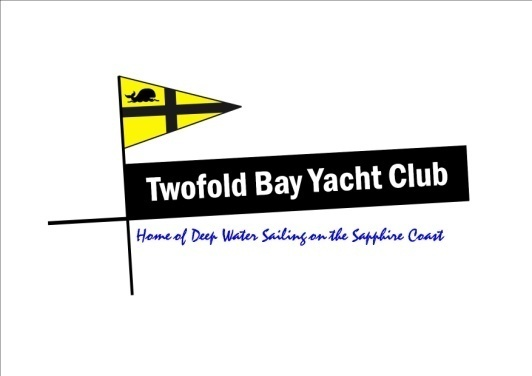 Twofold Bay Yacht Club
Home of Deep Water Sailing on the Sapphire Coast